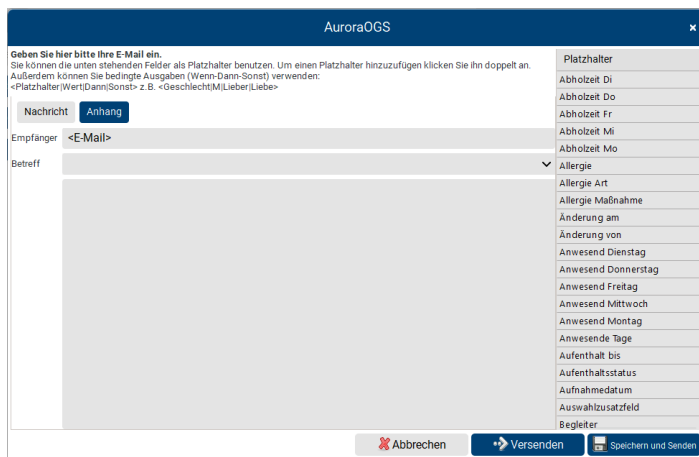 AuroraOGS
Geben Sie hier bitte Ihre E-Mail ein.
Sie können die unten stehenden Felder als Platzhalter benutzen. Um einen Platzhalter hinzuzufügen klicken Sie ihn doppelt an.
Außerdem können Sie bedingte Ausgaben (Wenn-Dann-Sonst) verwenden:
<Platzhalter|Wert|Dann|Sonst> z.B. <Geschlecht|M|Lieber|Liebe>
Nachricht Anhang
Empfänger <E-Mail>
Betreff
Platzhalter
Abholzeit Di
Abholzeit Do
Abholzeit Fr
Abholzeit Mi
Abholzeit Mo
Allergie
Allergie Art
Allergie Maßnahme
Änderung am
Änderung von
Anwesend Dienstag
Anwesend Donnerstag
Anwesend Freitag
Anwesend Mittwoch
Anwesend Montag
Anwesende Tage
Aufenthalt bis
Aufenthaltsstatus
Aufnahmedatum
Auswahlzusatzfeld
Begleiter
Abbrechen Versenden Speichern und Senden